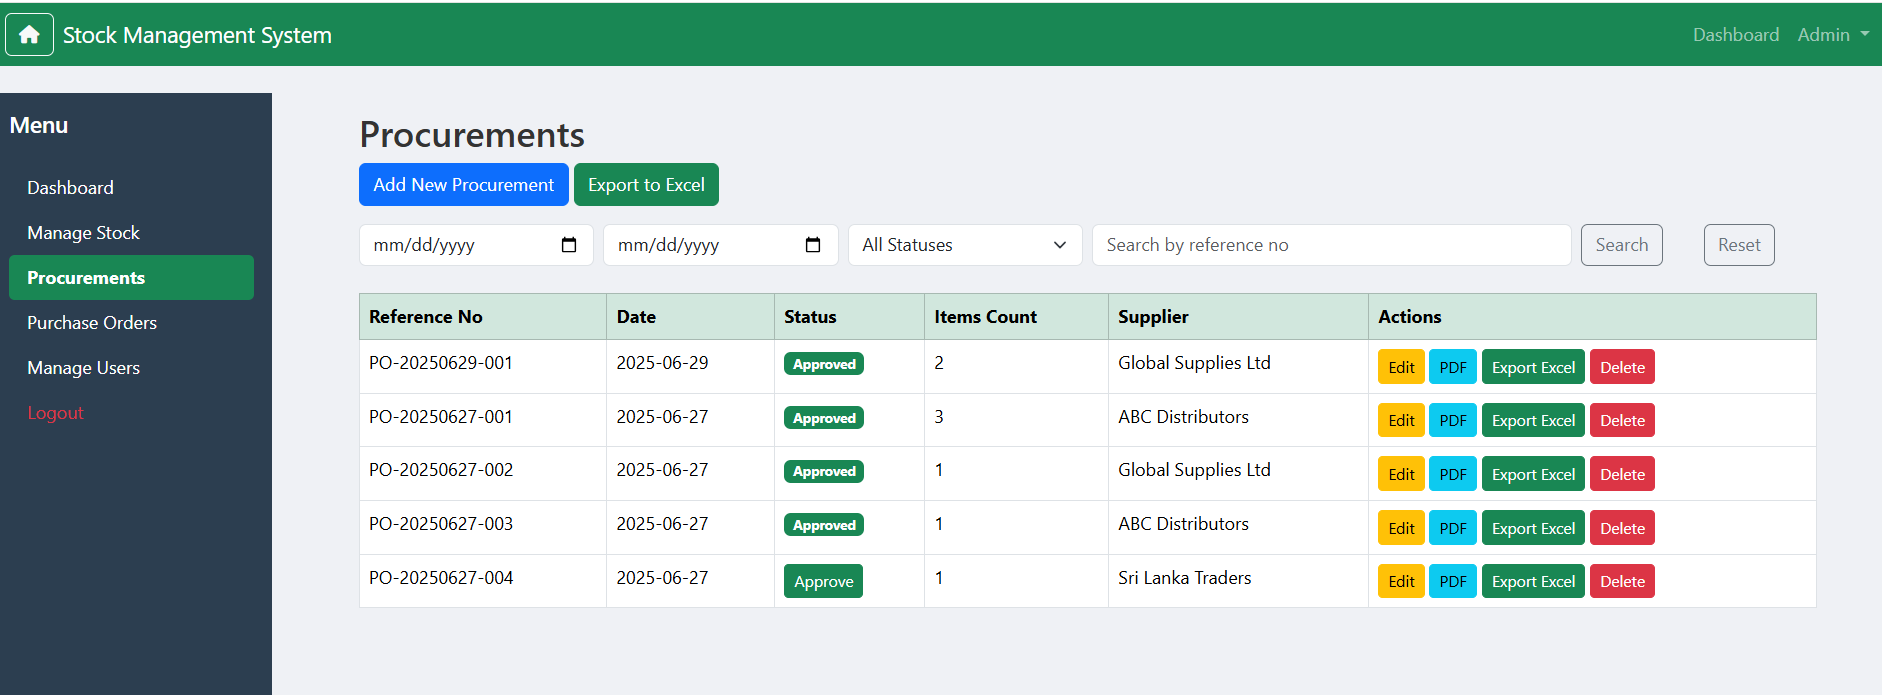 Stock Management System
Dashboard Admin
Menu
Dashboard
Manage Stock
Procurements
Purchase Orders
Manage Users
Logout
Procurements
Add New Procurement Export to Excel
mm/dd/yyyy mm/dd/yyyy All Statuses Search by reference no Search Reset
Reference No Date Status Items Count Supplier Actions
PO-20250629-001 2025-06-29 Approved 2 Global Supplies Ltd Edit PDF Export Excel Delete
PO-20250627-001 2025-06-27 Approved 3 ABC Distributors Edit PDF Export Excel Delete
PO-20250627-002 2025-06-27 Approved 1 Global Supplies Ltd Edit PDF Export Excel Delete
PO-20250627-003 2025-06-27 Approved 1 ABC Distributors Edit PDF Export Excel Delete
PO-20250627-004 2025-06-27 Approve 1 Sri Lanka Traders Edit PDF Export Excel Delete